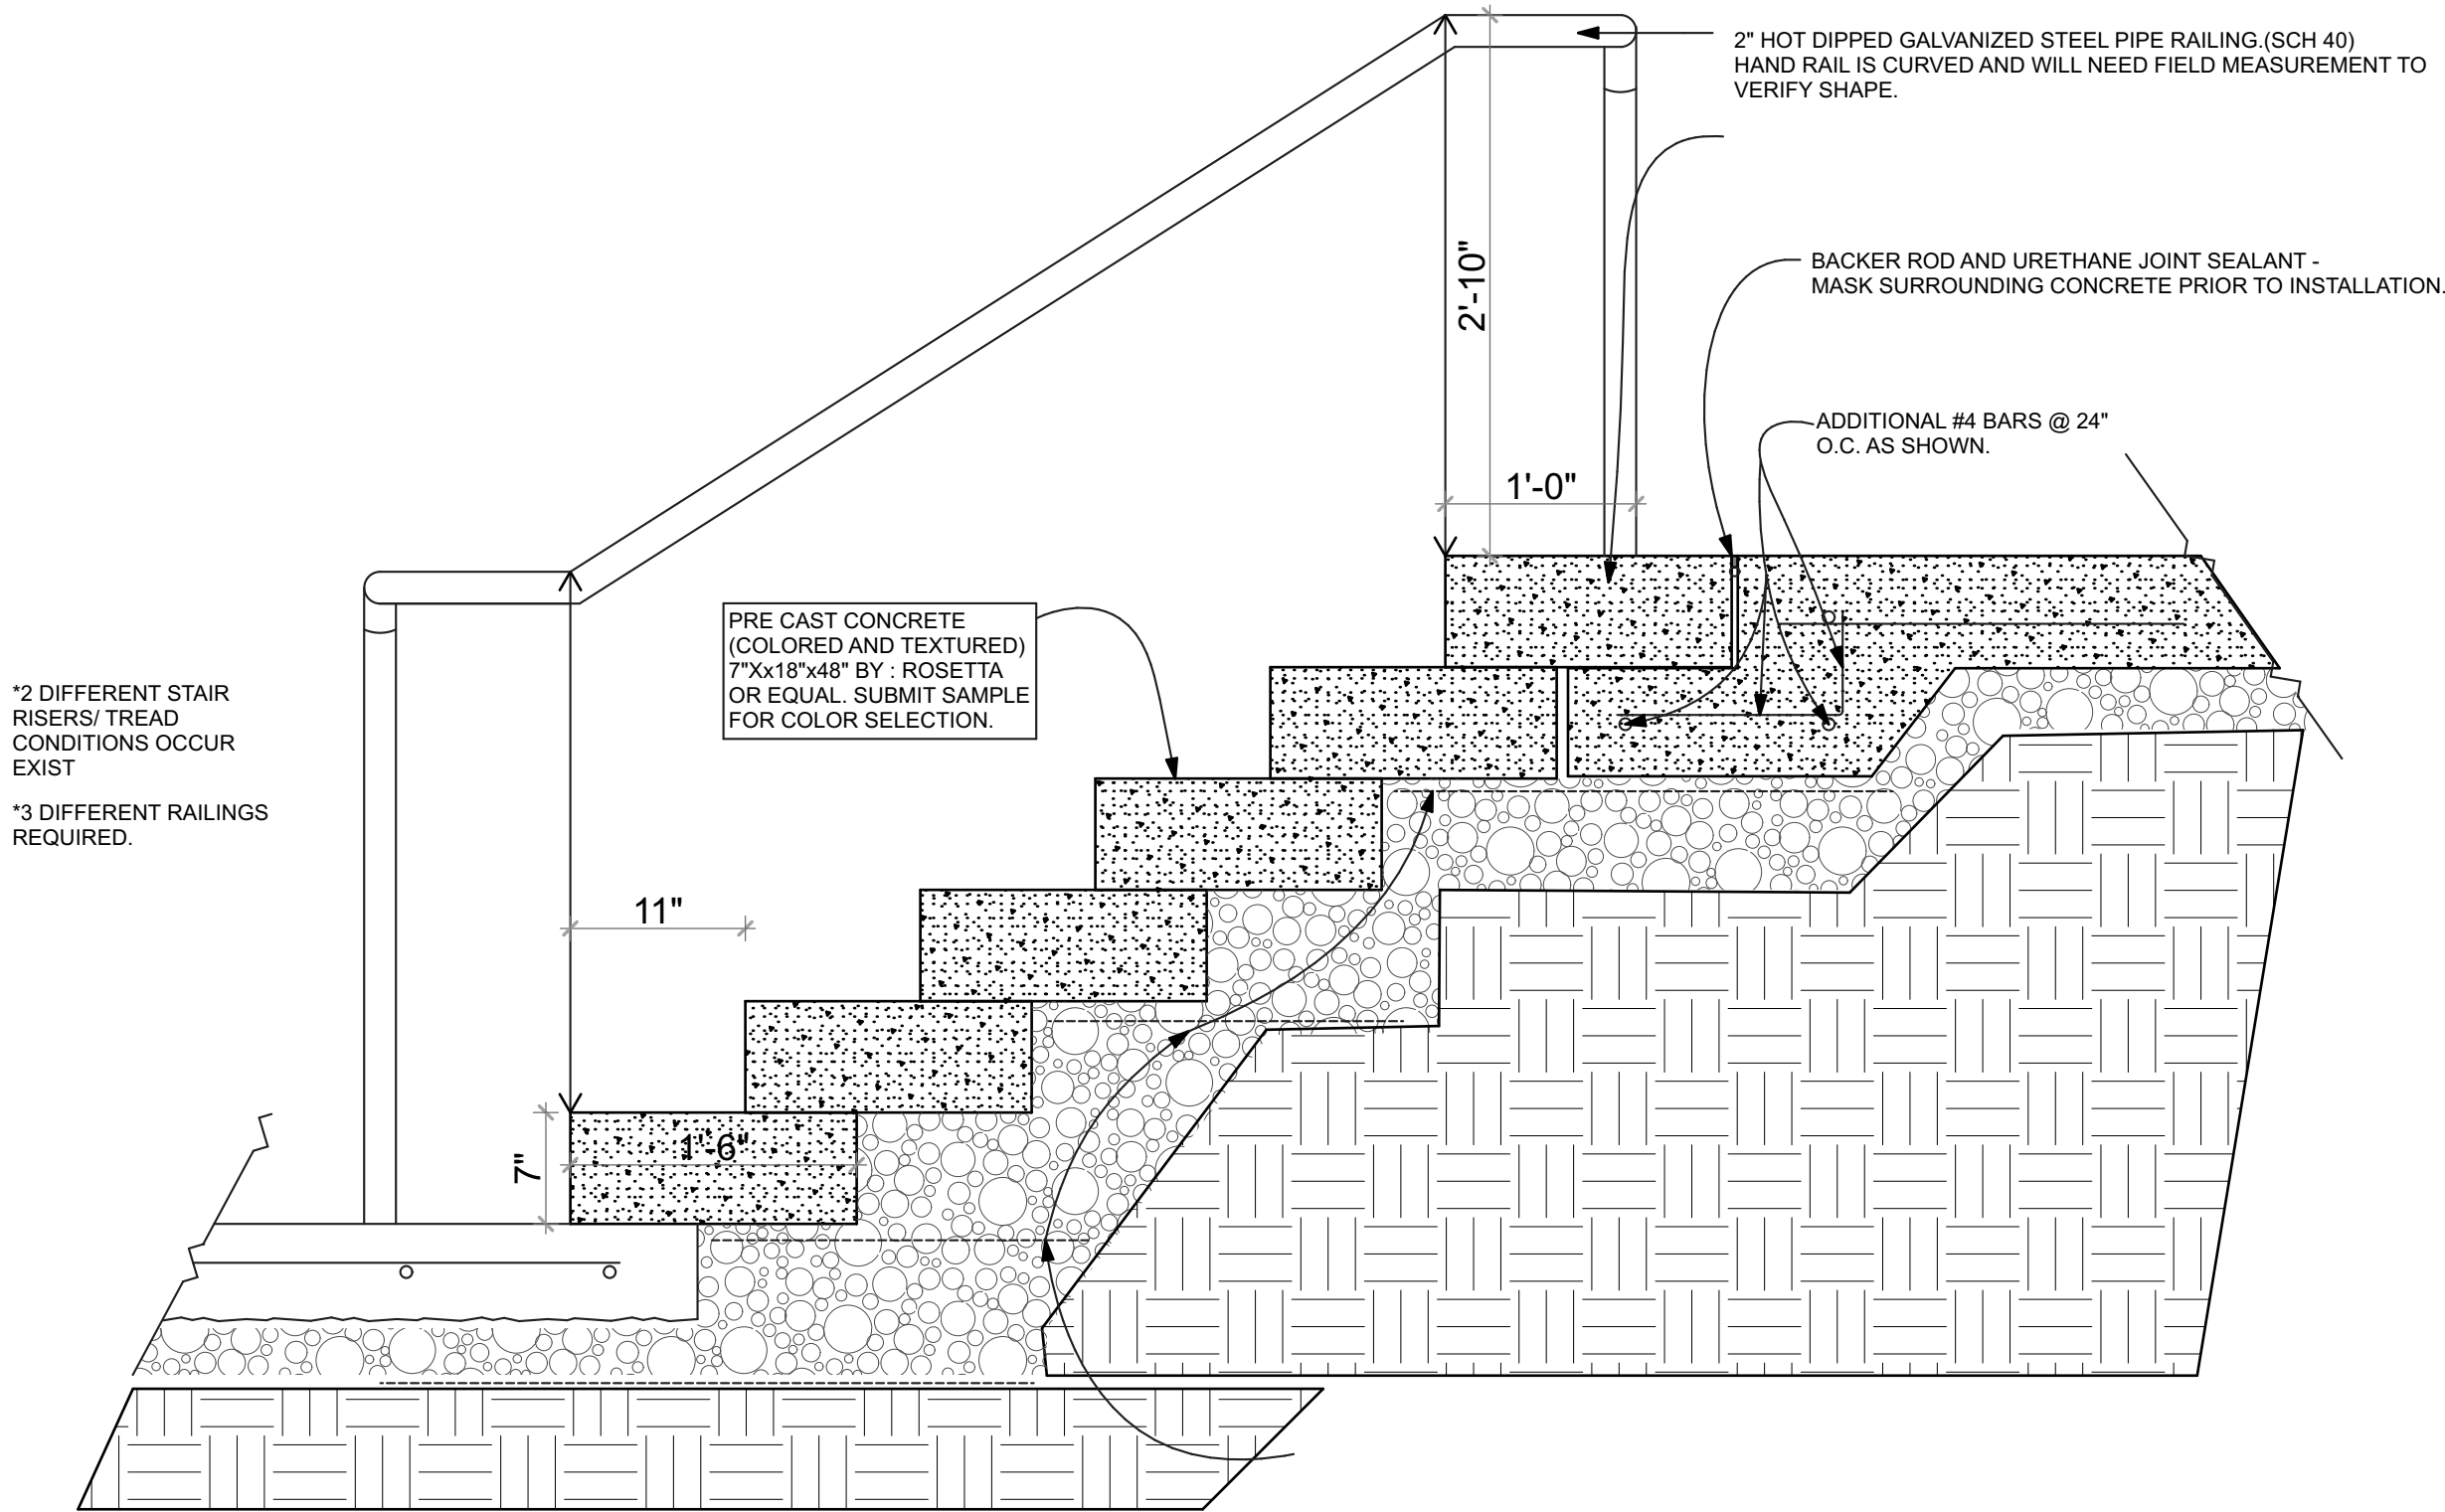 2" HOT DIPPED GALVANIZED STEEL PIPE RAILING.(SCH 40)
HAND RAIL IS CURVED AND WILL NEED FIELD MEASUREMENT TO
VERIFY SHAPE.
2'-10"
BACKER ROD AND URETHANE JOINT SEALANT -
MASK SURROUNDING CONCRETE PRIOR TO INSTALLATION.
ADDITIONAL #4 BARS @ 24"
O.C. AS SHOWN.
1'-0"
PRE CAST CONCRETE
(COLORED AND TEXTURED)
7"Xx18"x48" BY : ROSETTA
OR EQUAL. SUBMIT SAMPLE
FOR COLOR SELECTION.
*2 DIFFERENT STAIR
RISERS/ TREAD
CONDITIONS OCCUR
EXIST
*3 DIFFERENT RAILINGS
REQUIRED.
11"
1'-6"
7"